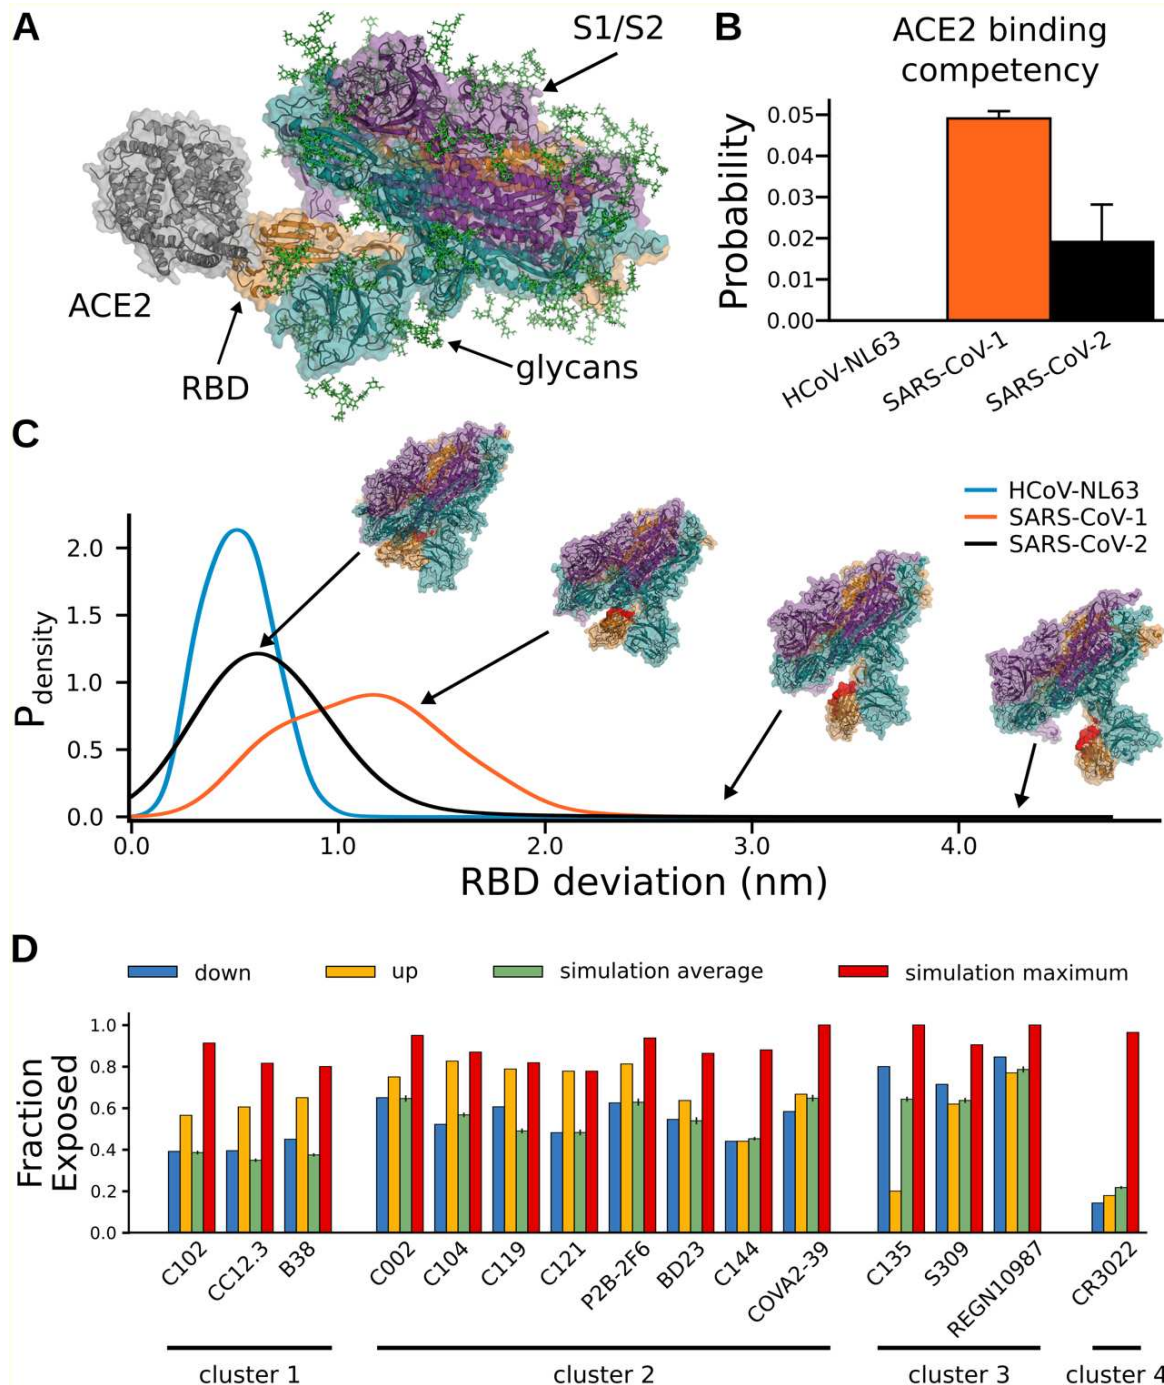 A
S1/S2
ACE2
RBD
glycans
B
ACE2 binding
competency
Probability
0.05
0.04
0.03
0.02
0.01
0.00
HCoV-NL63
SARS-CoV-1
SARS-CoV-2
C
HCoV-NL63
SARS-CoV-1
SARS-CoV-2
Pdensity
2.0
1.5
1.0
0.5
0.0
0.0 1.0 2.0 3.0 4.0
RBD deviation (nm)
D
down up simulation average simulation maximum
Fraction
Exposed
1.0
0.8
0.6
0.4
0.2
0.0
C102 CC12.3 B38 C002 C104 C119 C121 P2B-2F6 BD23 C144 COVA2-39 C135 S309 REGN10987 CR3022
cluster 1 cluster 2 cluster 3 cluster 4